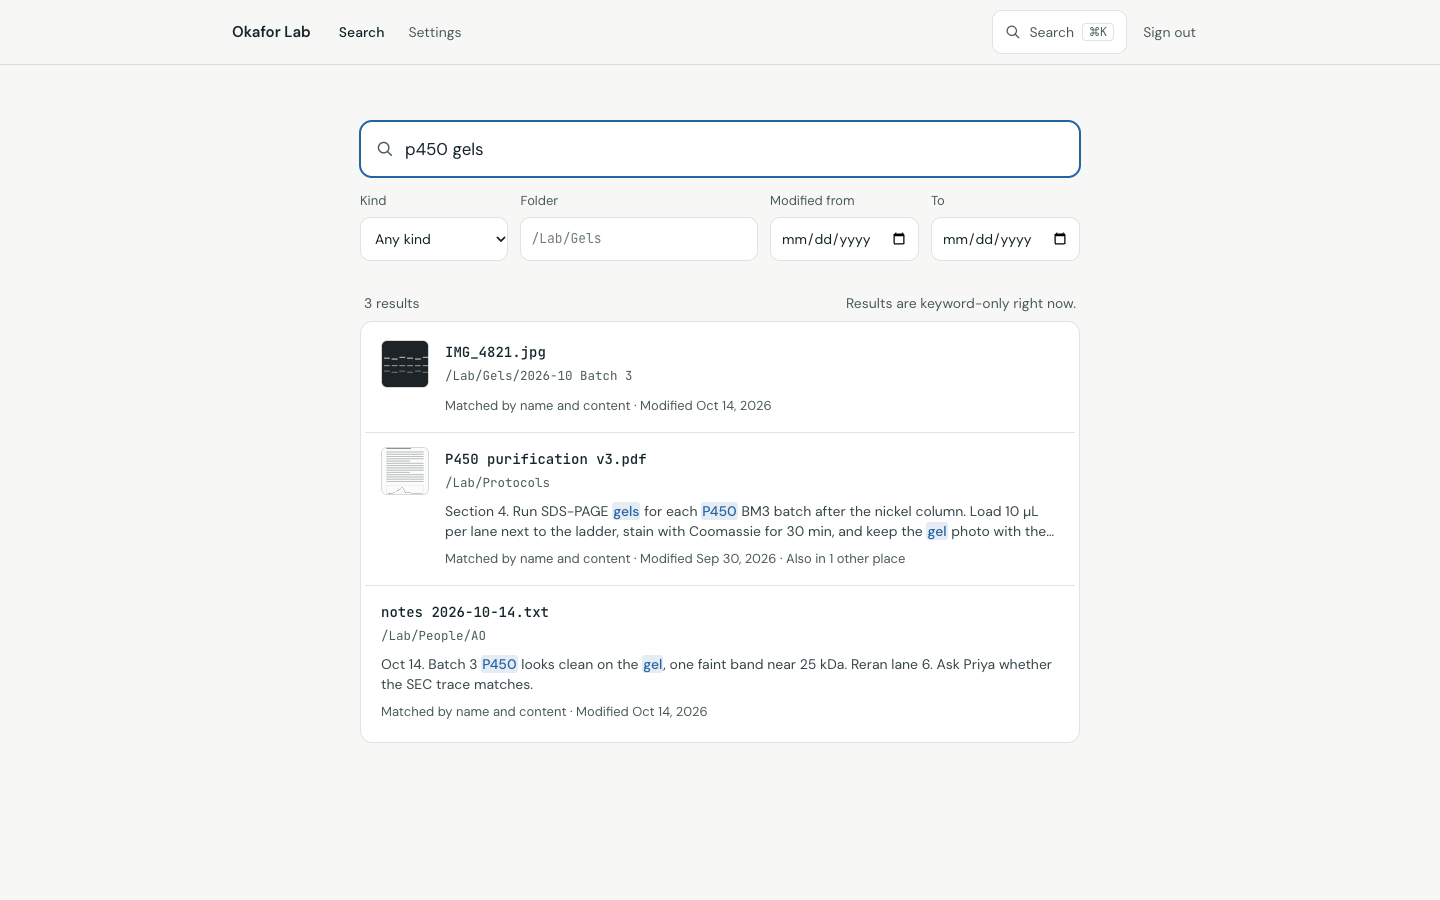 Okafor Lab
Search
Settings
Search ⌘K
Sign out
p450 gels
Kind
Folder
Modified from
To
Any kind
/Lab/Gels
mm/dd/yyyy
mm/dd/yyyy
3 results
Results are keyword-only right now.
IMG_4821.jpg
/Lab/Gels/2026-10 Batch 3
Matched by name and content · Modified Oct 14, 2026
P450 purification v3.pdf
/Lab/Protocols
Section 4. Run SDS-PAGE gels for each P450 BM3 batch after the nickel column. Load 10 µL
per lane next to the ladder, stain with Coomassie for 30 min, and keep the gel photo with the…
Matched by name and content · Modified Sep 30, 2026 · Also in 1 other place
notes 2026-10-14.txt
/Lab/People/AO
Oct 14. Batch 3 P450 looks clean on the gel, one faint band near 25 kDa. Reran lane 6. Ask Priya whether
the SEC trace matches.
Matched by name and content · Modified Oct 14, 2026